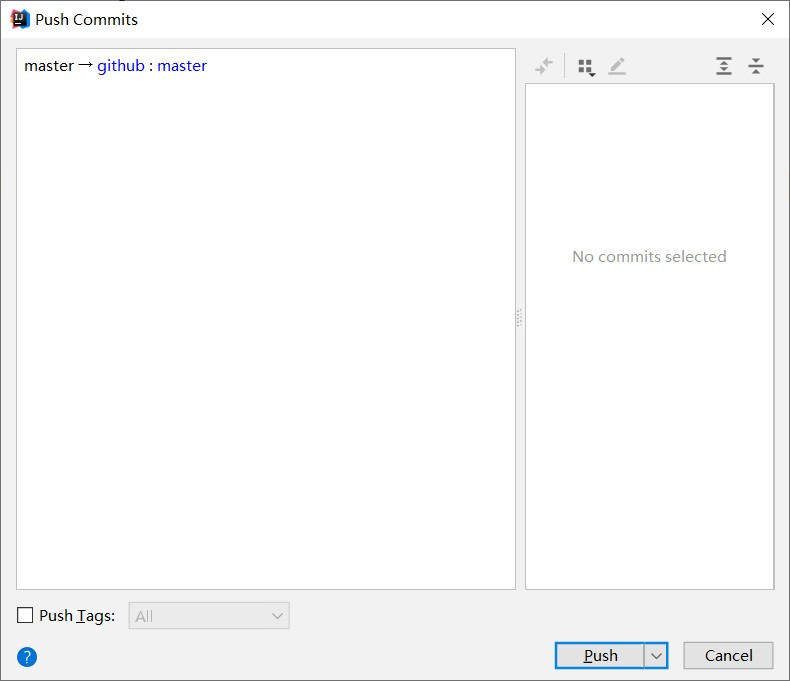 Push Commits
master → github : master
No commits selected
Push Tags:
All
?
Push
Cancel